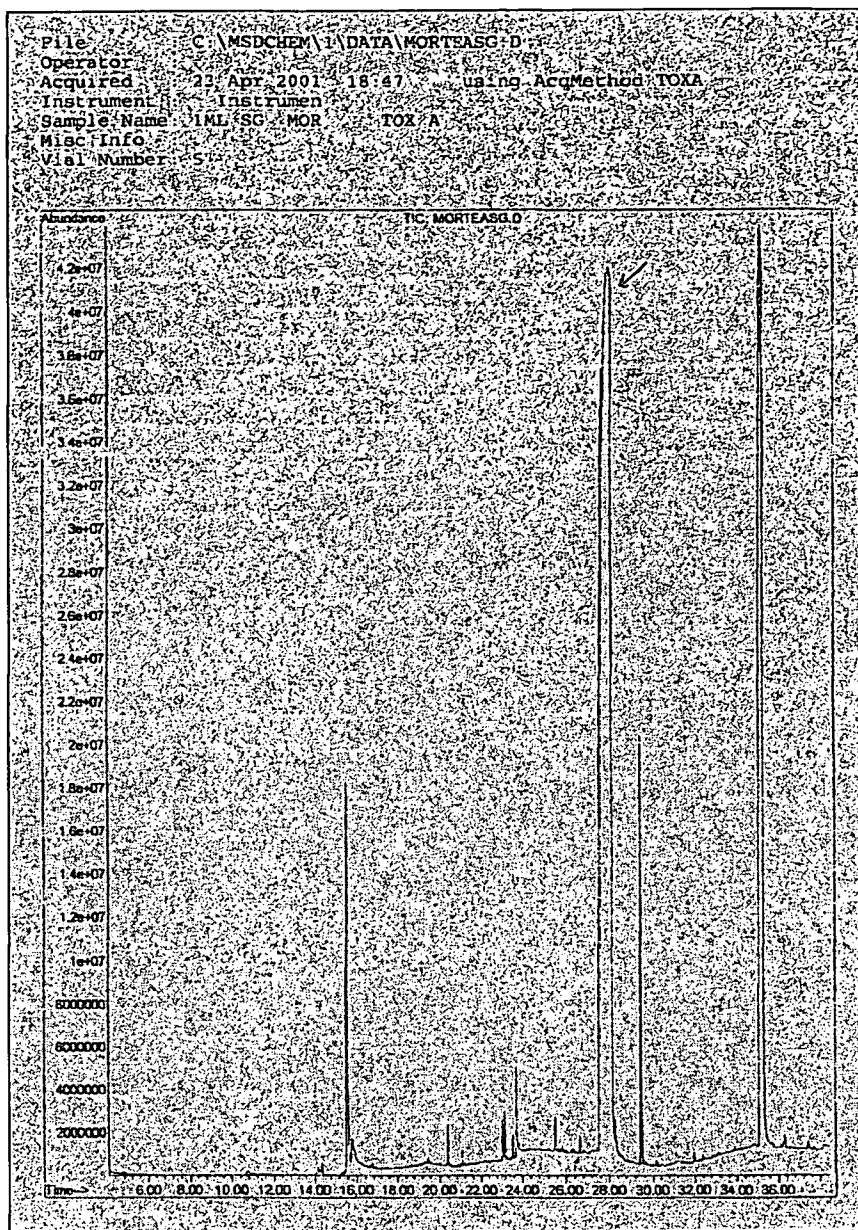 File C:\MSDCHEM\1\DATA\MORTEASG.D
Operator
Acquired 23 Apr 2001 18:47 using AcqMethod TOXA
Instrument : Instrumen
Sample Name 1ML SG MOR TOX A
Misc Info
Vial Number 5
Abundance
TIC: MORTEASG.D
4.2e+07
4e+07
3.8e+07
3.6e+07
3.4e+07
3.2e+07
3e+07
2.8e+07
2.6e+07
2.4e+07
2.2e+07
2e+07
1.8e+07
1.6e+07
1.4e+07
1.2e+07
1e+07
8000000
6000000
4000000
2000000
Time--> 6.00 8.00 10.00 12.00 14.00 16.00 18.00 20.00 22.00 24.00 26.00 28.00 30.00 32.00 34.00 36.00